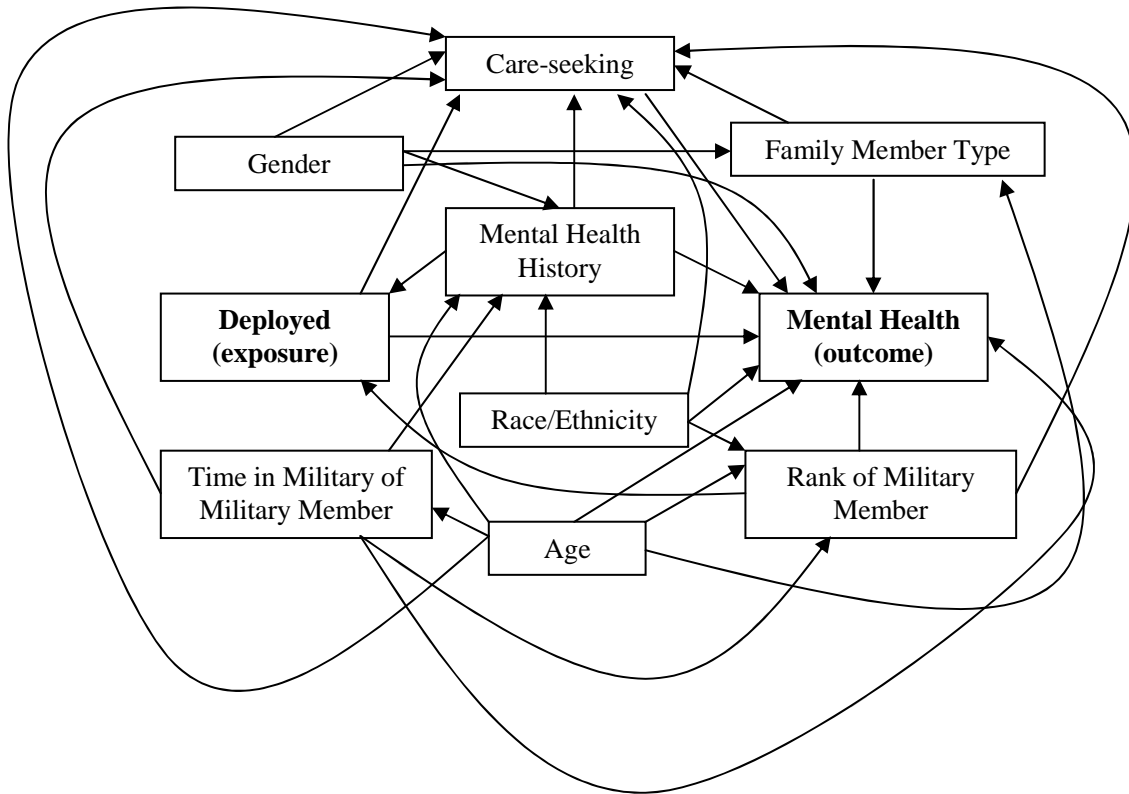 Care-seeking
Gender
Family Member Type
Mental Health
History
Deployed
(exposure)
Mental Health
(outcome)
Race/Ethnicity
Time in Military of
Military Member
Rank of Military
Member
Age